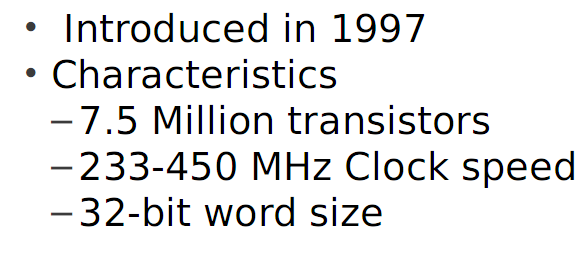 • Introduced in 1997
• Characteristics
–7.5 Million transistors
–233-450 MHz Clock speed
–32-bit word size